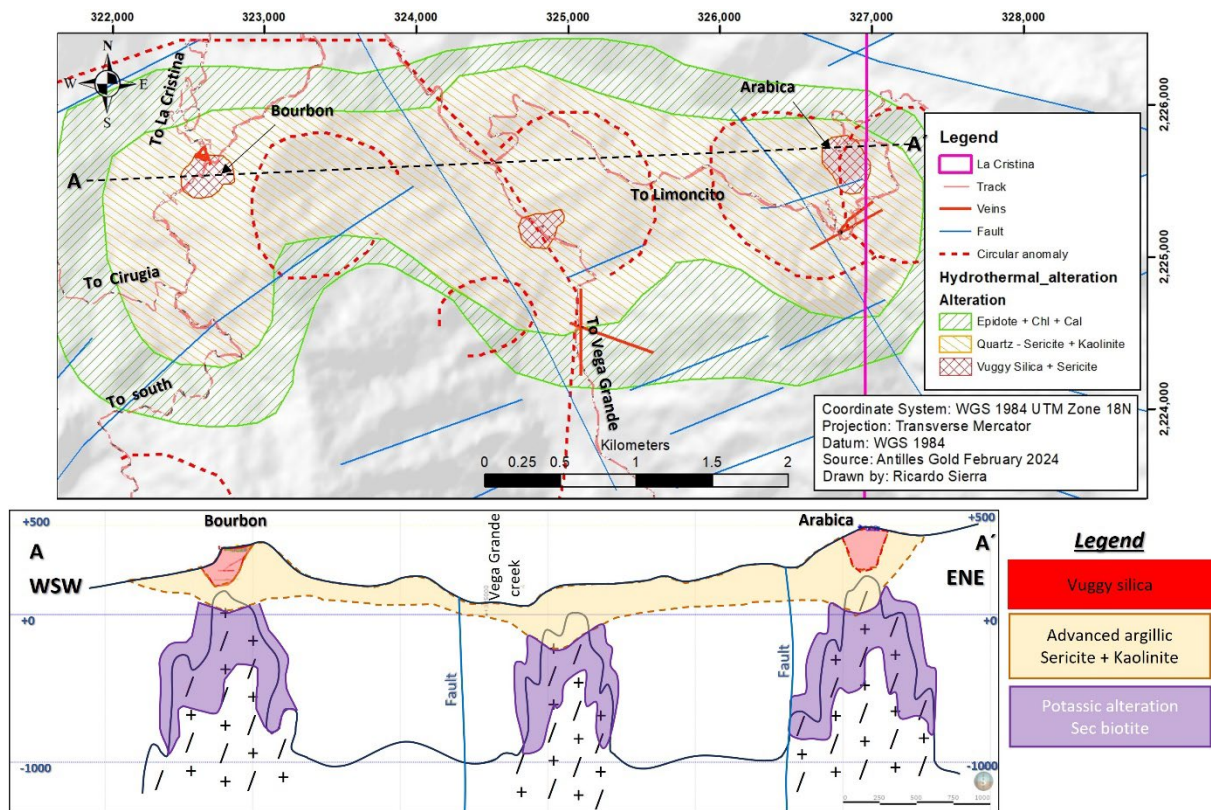 322,000 323,000 324,000 325,000 326,000 327,000 328,000
N
W E
S
To La Cristina
Bourbon
Arabica
2,226,000
A
A´
To Limoncito
To Cirugia
2,225,000
To south
To Vega Grande
2,224,000
Legend
La Cristina
Track
Veins
Fault
Circular anomaly
Hydrothermal_alteration
Alteration
Epidote + Chl + Cal
Quartz - Sericite + Kaolinite
Vuggy Silica + Sericite
Coordinate System: WGS 1984 UTM Zone 18N
Projection: Transverse Mercator
Datum: WGS 1984
Source: Antilles Gold February 2024
Drawn by: Ricardo Sierra
Kilometers
0 0.25 0.5 1 1.5 2
+500 Bourbon Arabica +500
A A´
WSW ENE
Vega Grande
creek
+0 +0
Fault Fault
-1000 -1000
0 250 500 1000
Legend
Vuggy silica
Advanced argillic
Sericite + Kaolinite
Potassic alteration
Sec biotite